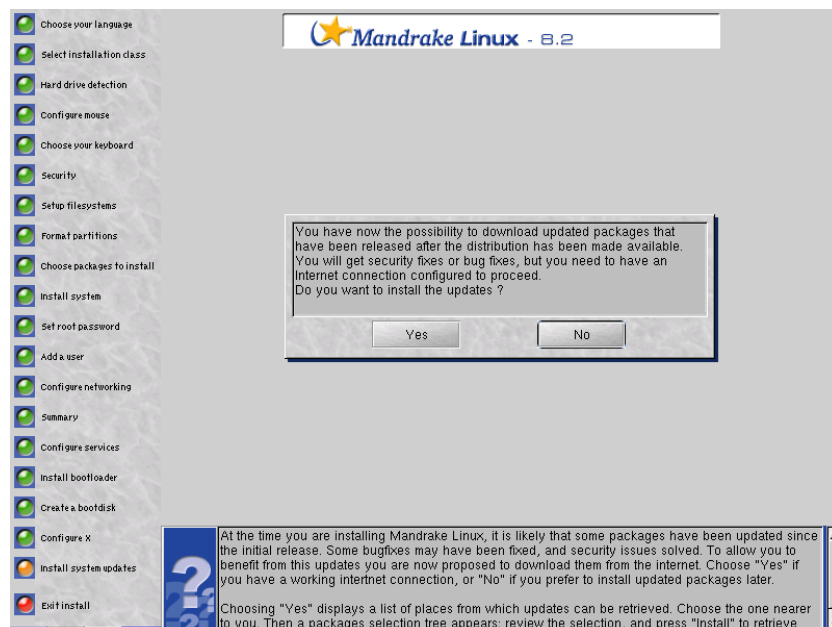 Choose your language
Select installation class
Hard drive detection
Configure mouse
Choose your keyboard
Security
Setup filesystems
Format partitions
Choose packages to install
Install system
Set root password
Add a user
Configure networking
Summary
Configure services
Install bootloader
Create a bootdisk
Configure X
Install system updates
Exit install
Mandrake Linux - 8.2
You have now the possibility to download updated packages that
have been released after the distribution has been made available.
You will get security fixes or bug fixes, but you need to have an
Internet connection configured to proceed.
Do you want to install the updates ?
Yes
No
At the time you are installing Mandrake Linux, it is likely that some packages have been updated since
the initial release. Some bugfixes may have been fixed, and security issues solved. To allow you to
benefit from this updates you are now proposed to download them from the internet. Choose "Yes" if
you have a working intertnet connection, or "No" if you prefer to install updated packages later.
Choosing "Yes" displays a list of places from which updates can be retrieved. Choose the one nearer
to you. Then a packages selection tree appears: review the selection, and press "Install" to retrieve